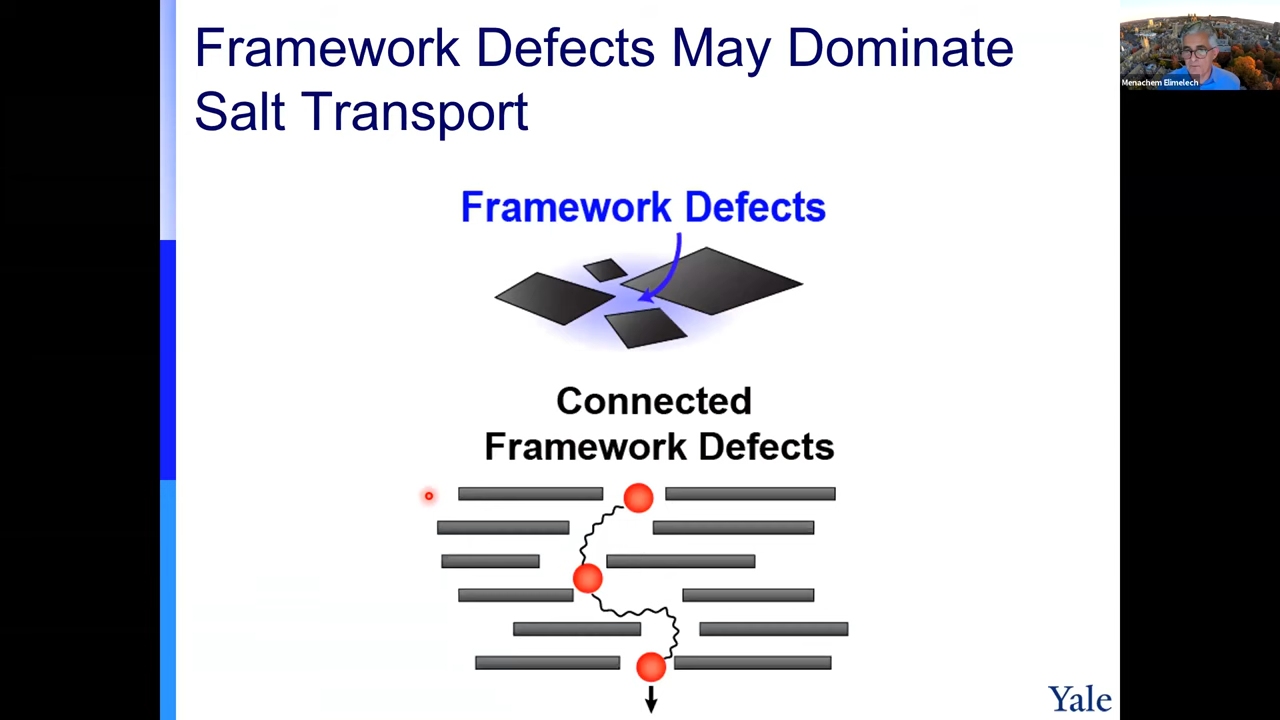 Framework Defects May Dominate
Salt Transport
Menachem Elimelech
Framework Defects
Connected
Framework Defects
Yale